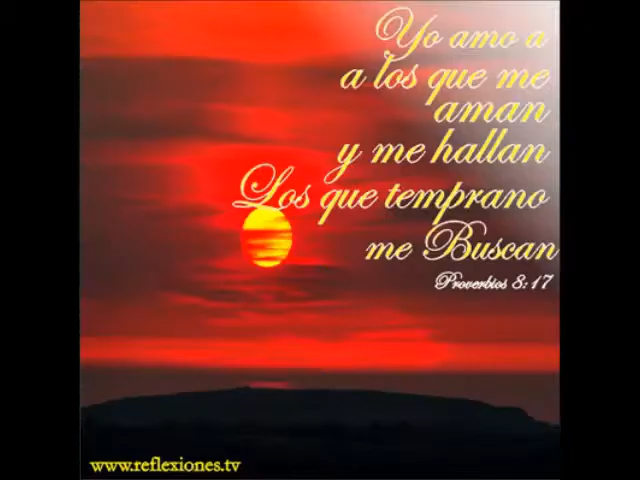 Yo amo a
a los que me
aman
y me hallan
Los que temprano
me Buscan
Proverbios 8:17
www.reflexiones.tv